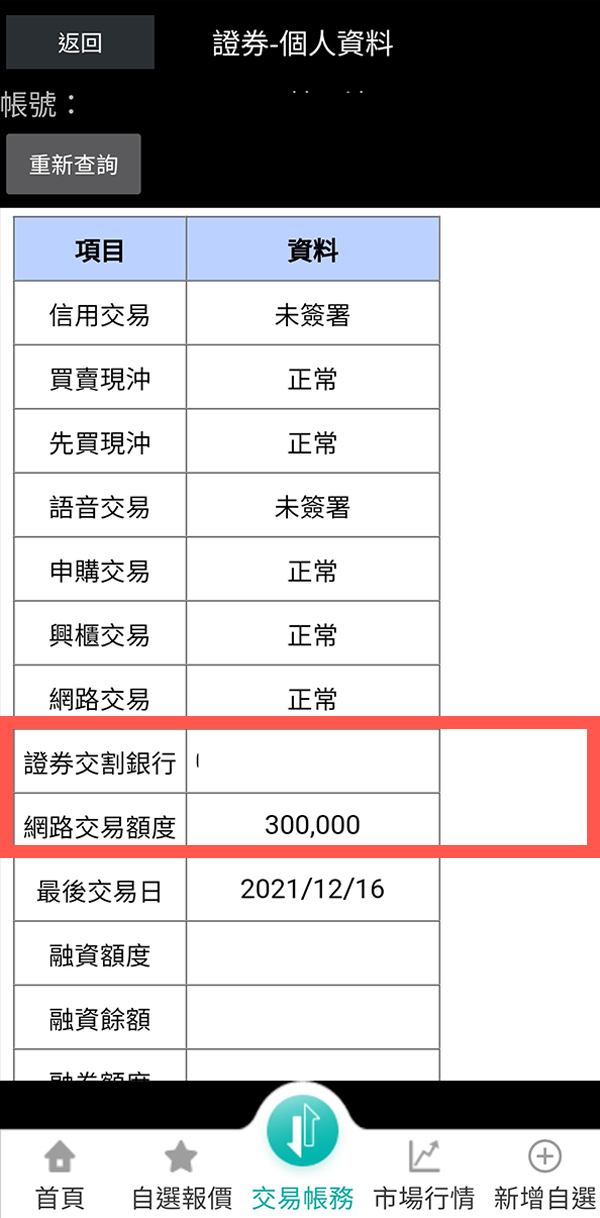 返回
證券-個人資料
帳號：
重新查詢
項目 資料
信用交易 未簽署
買賣現沖 正常
先買現沖 正常
語音交易 未簽署
申購交易 正常
興櫃交易 正常
網路交易 正常
證券交割銀行
網路交易額度 300,000
最後交易日 2021/12/16
融資額度
融資餘額
融券額度
首頁 自選報價 交易帳務 市場行情 新增自選